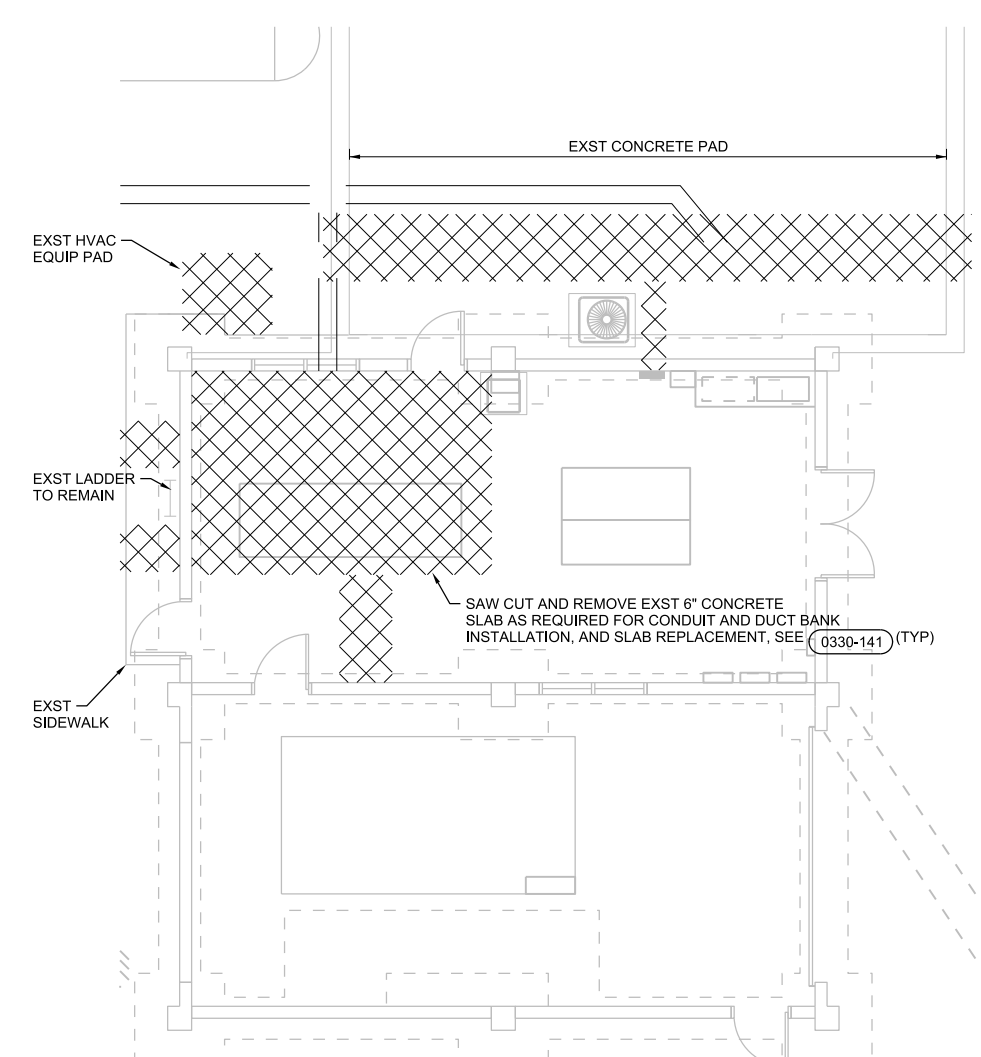 EXST CONCRETE PAD
EXST HVAC
EQUIP PAD
EXST LADDER
TO REMAIN
SAW CUT AND REMOVE EXST 6" CONCRETE
SLAB AS REQUIRED FOR CONDUIT AND DUCT BANK
INSTALLATION, AND SLAB REPLACEMENT, SEE 0330-141 (TYP)
EXST
SIDEWALK